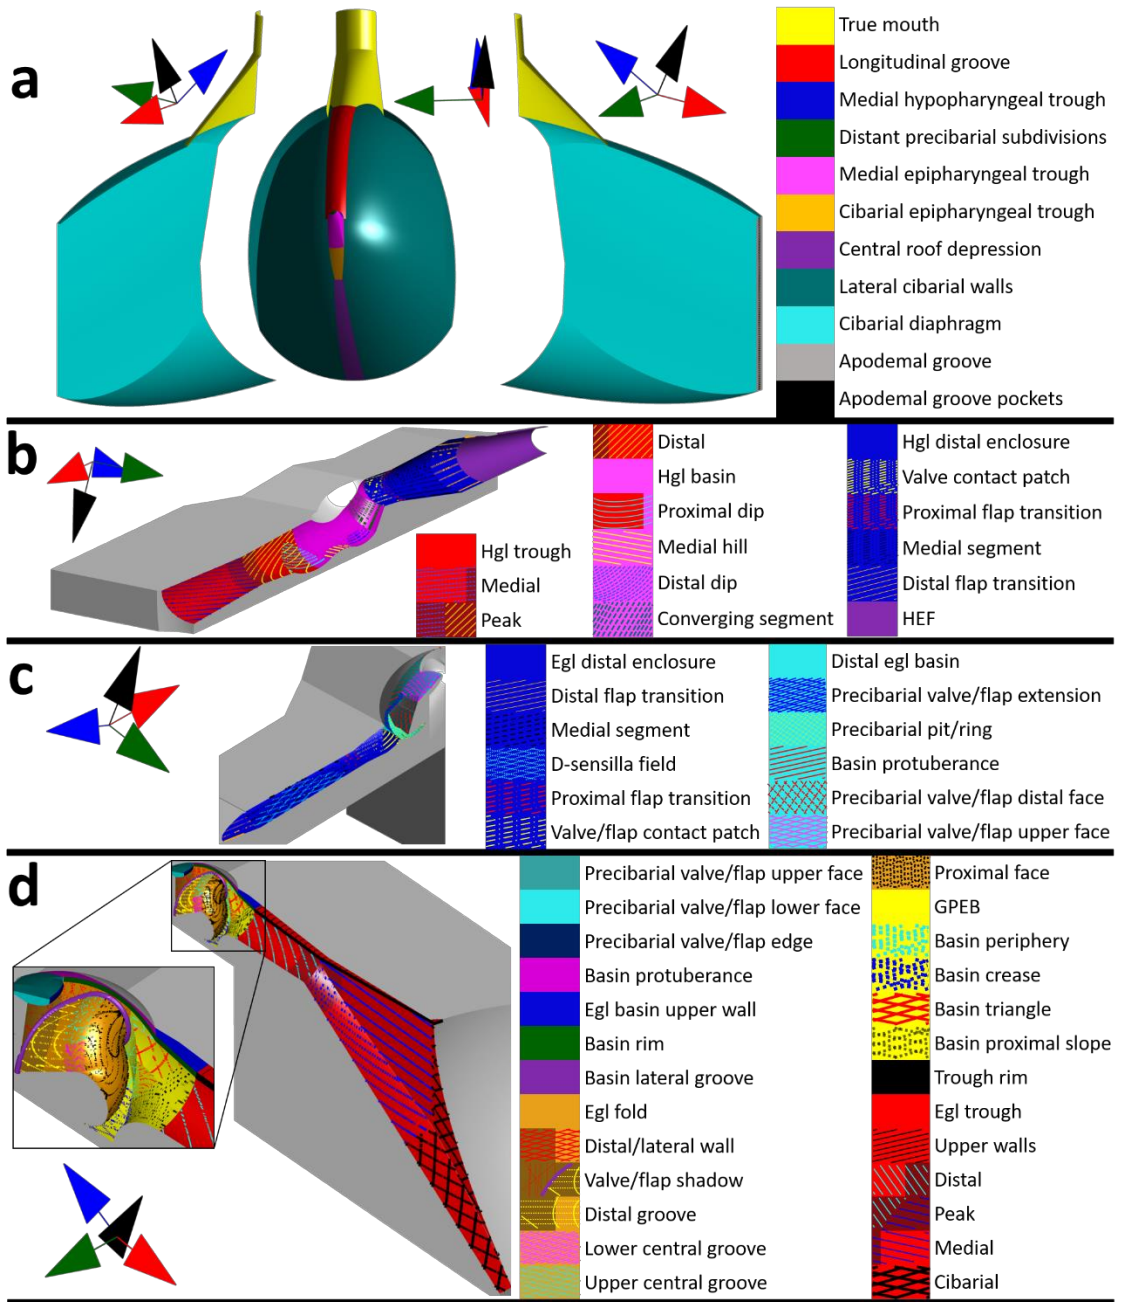 a
True mouth
Longitudinal groove
Medial hypopharyngeal trough
Distant precibarial subdivisions
Medial epipharyngeal trough
Cibarial epipharyngeal trough
Central roof depression
Lateral cibarial walls
Cibarial diaphragm
Apodemal groove
Apodemal groove pockets
b
Hgl trough
Medial
Peak
Distal
Hgl basin
Proximal dip
Medial hill
Distal dip
Converging segment
Hgl distal enclosure
Valve contact patch
Proximal flap transition
Medial segment
Distal flap transition
HEF
c
Egl distal enclosure
Distal flap transition
Medial segment
D-sensilla field
Proximal flap transition
Valve/flap contact patch
Distal egl basin
Precibarial valve/flap extension
Precibarial pit/ring
Basin protuberance
Precibarial valve/flap distal face
Precibarial valve/flap upper face
d
Precibarial valve/flap upper face
Precibarial valve/flap lower face
Precibarial valve/flap edge
Basin protuberance
Egl basin upper wall
Basin rim
Basin lateral groove
Egl fold
Distal/lateral wall
Valve/flap shadow
Distal groove
Lower central groove
Upper central groove
Proximal face
GPEB
Basin periphery
Basin crease
Basin triangle
Basin proximal slope
Trough rim
Egl trough
Upper walls
Distal
Peak
Medial
Cibarial